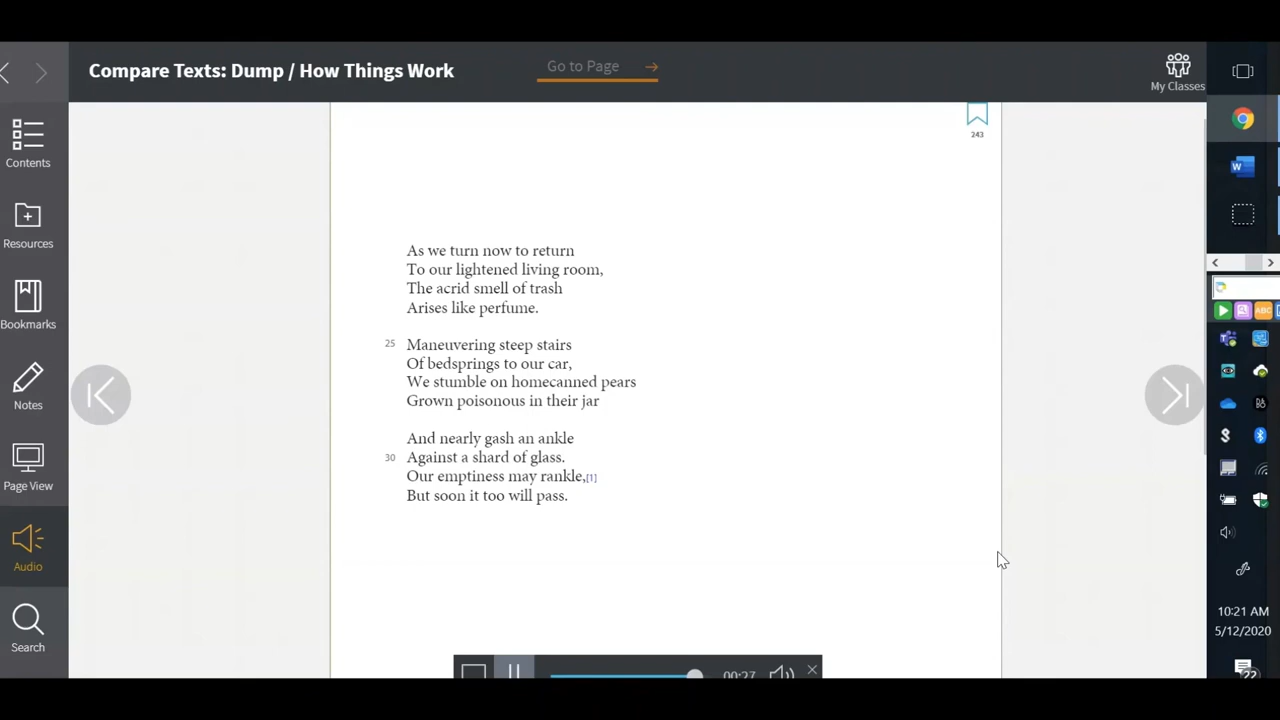 Compare Texts: Dump / How Things Work
Go to Page
My Classes
Contents
Resources
Bookmarks
Notes
Page View
Audio
Search
243
As we turn now to return
To our lightened living room,
The acrid smell of trash
Arises like perfume.
25 Maneuvering steep stairs
Of bedsprings to our car,
We stumble on homecanned pears
Grown poisonous in their jar
And nearly gash an ankle
30 Against a shard of glass.
Our emptiness may rankle,[1]
But soon it too will pass.
00:27
W
ABC
10:21 AM
5/12/2020
22